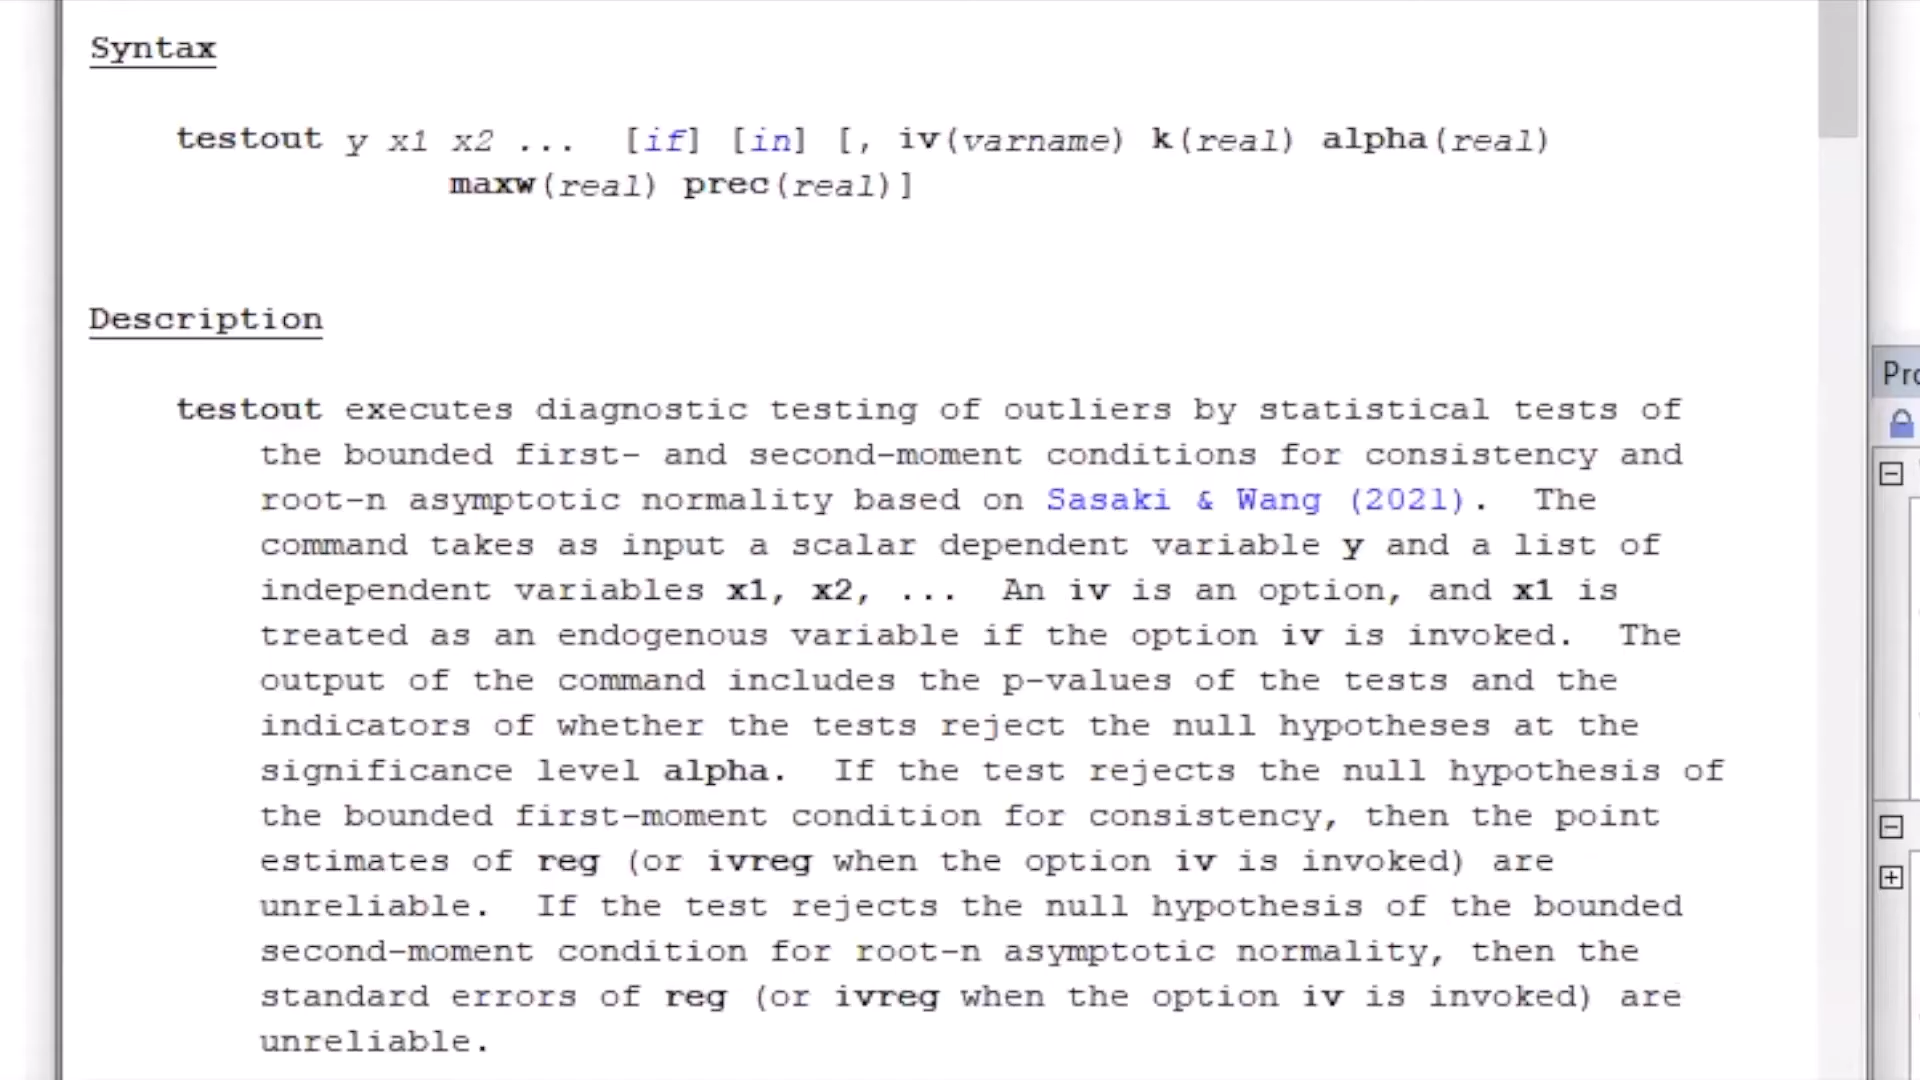 Syntax
testout y x1 x2 ... [if] [in] [, iv(varname) k(real) alpha(real)
maxw(real) prec(real)]
Description
testout executes diagnostic testing of outliers by statistical tests of
the bounded first- and second-moment conditions for consistency and
root-n asymptotic normality based on Sasaki & Wang (2021). The
command takes as input a scalar dependent variable y and a list of
independent variables x1, x2, ... An iv is an option, and x1 is
treated as an endogenous variable if the option iv is invoked. The
output of the command includes the p-values of the tests and the
indicators of whether the tests reject the null hypotheses at the
significance level alpha. If the test rejects the null hypothesis of
the bounded first-moment condition for consistency, then the point
estimates of reg (or ivreg when the option iv is invoked) are
unreliable. If the test rejects the null hypothesis of the bounded
second-moment condition for root-n asymptotic normality, then the
standard errors of reg (or ivreg when the option iv is invoked) are
unreliable.